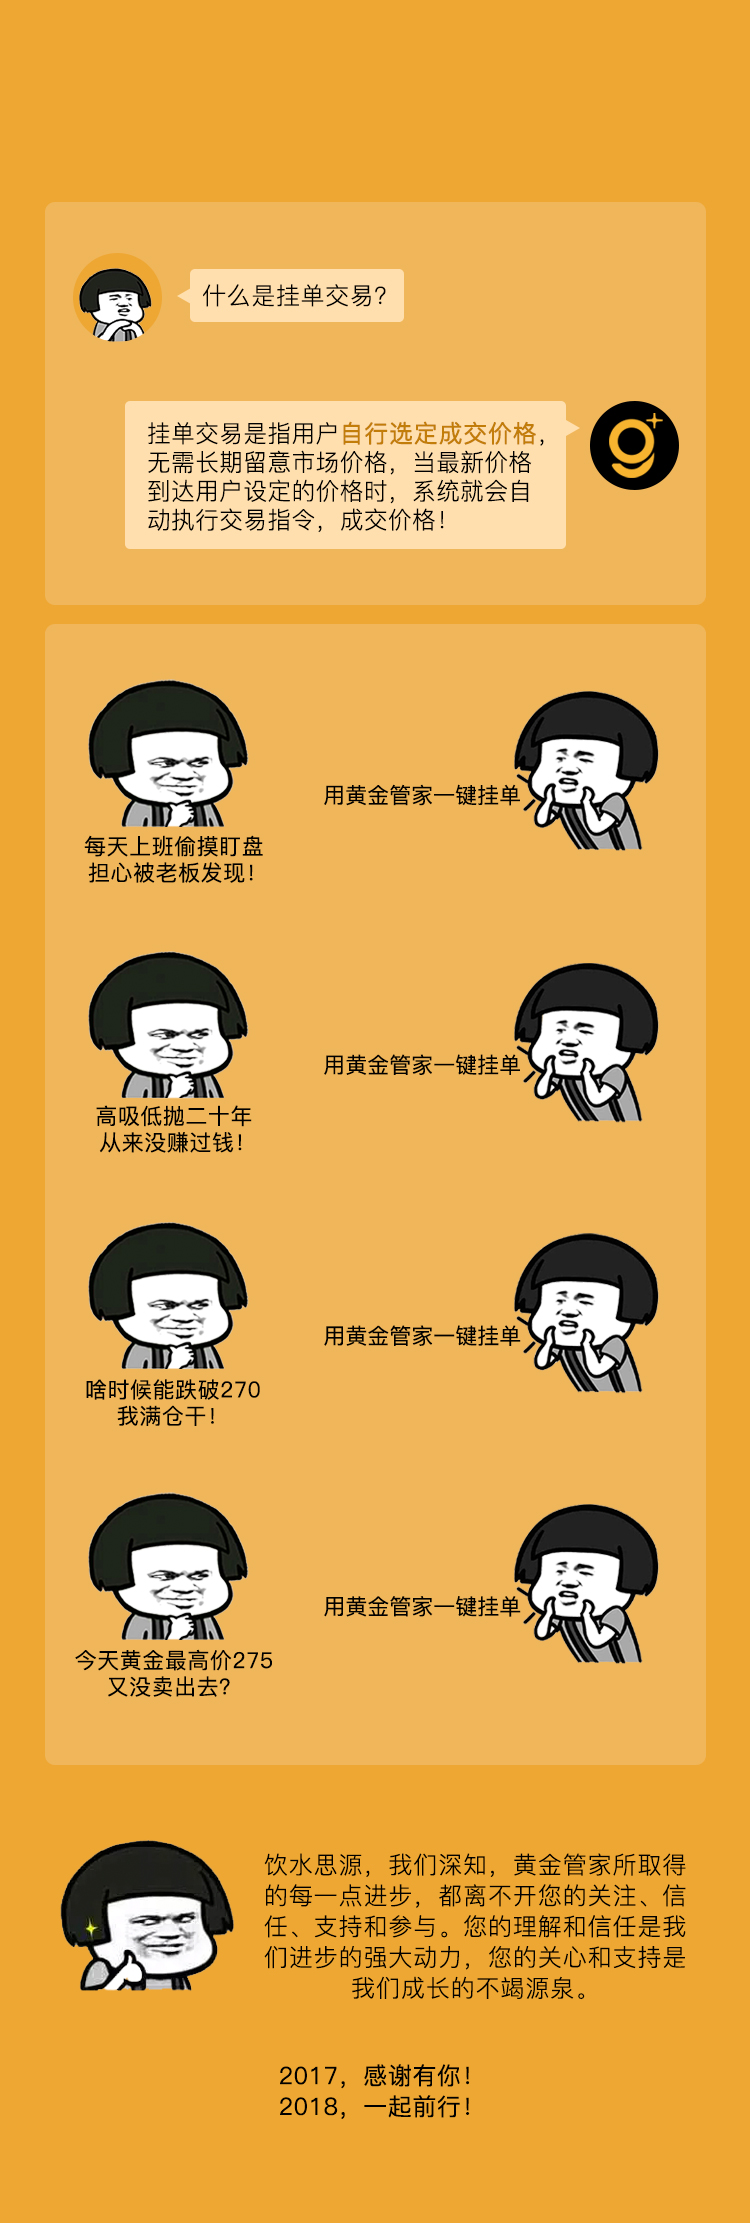 什么是挂单交易？
挂单交易是指用户自行选定成交价格，
无需长期留意市场价格，当最新价格
到达用户设定的价格时，系统就会自
动执行交易指令，成交价格！
用黄金管家一键挂单
每天上班偷摸盯盘
担心被老板发现！
用黄金管家一键挂单
高吸低抛二十年
从来没赚过钱！
用黄金管家一键挂单
啥时候能跌破270
我满仓干！
用黄金管家一键挂单
今天黄金最高价275
又没卖出去？
饮水思源，我们深知，黄金管家所取得
的每一点进步，都离不开您的关注、信
任、支持和参与。您的理解和信任是我
们进步的强大动力，您的关心和支持是
我们成长的不竭源泉。
2017，感谢有你！
2018，一起前行！